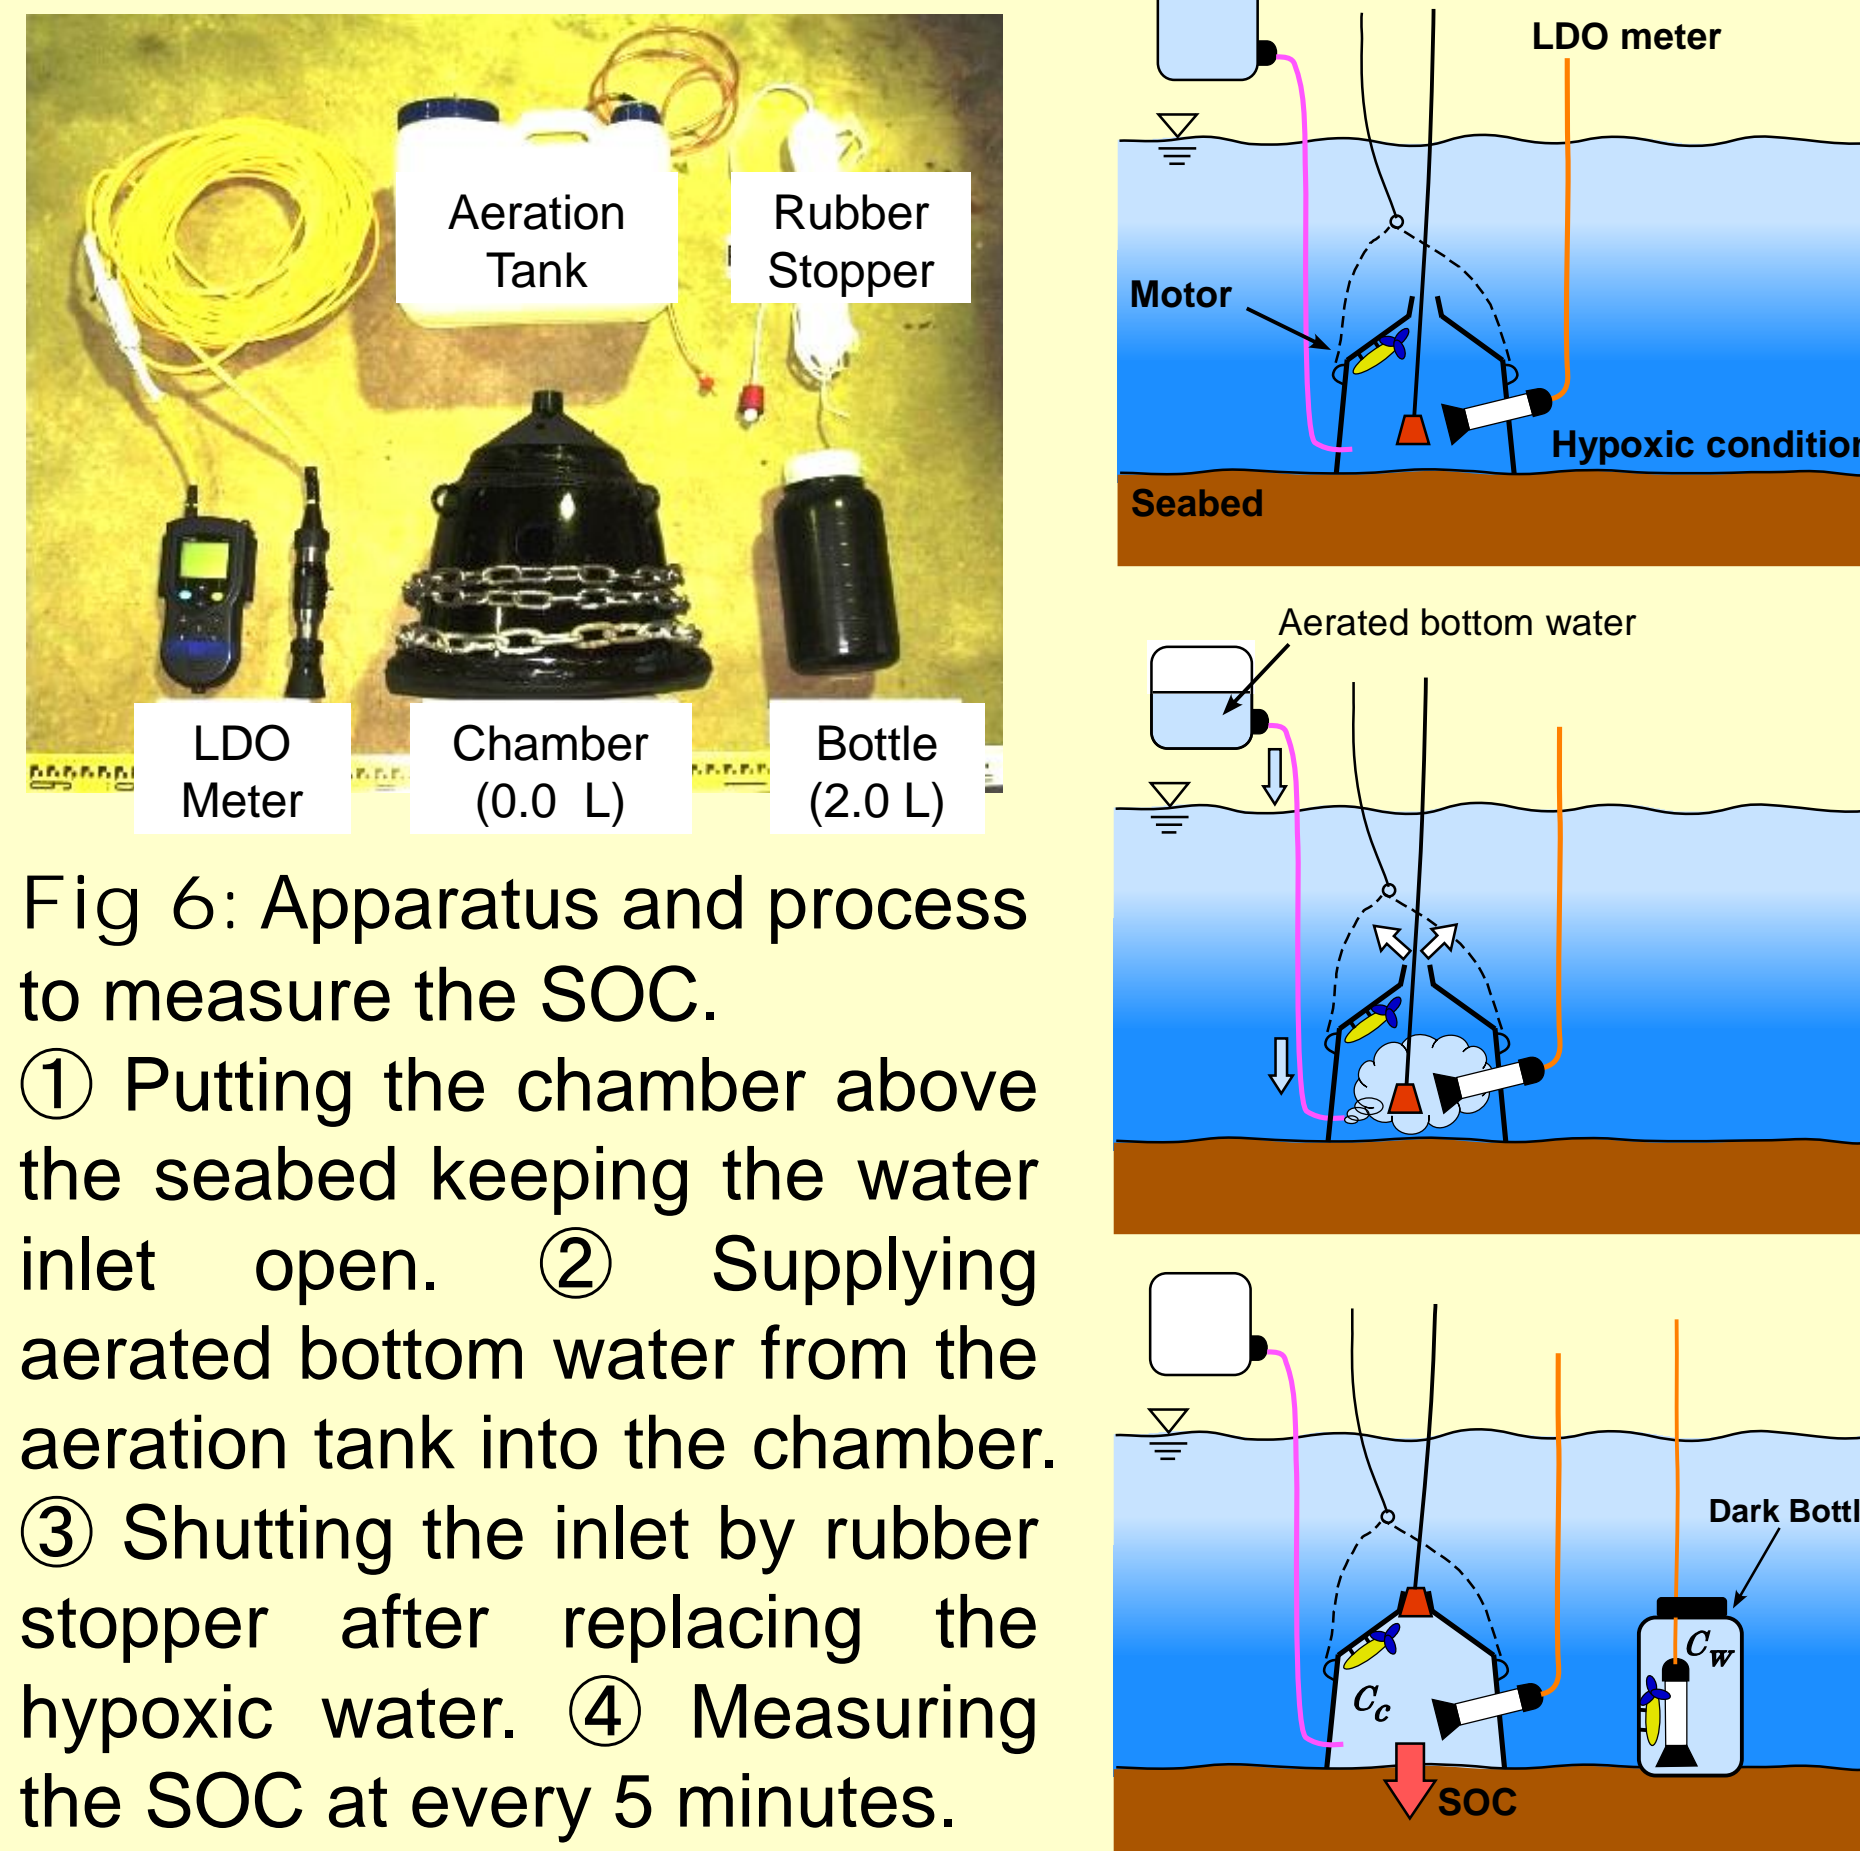 Aeration
Tank
Rubber
Stopper
LDO
Meter
Chamber
(0.0 L)
Bottle
(2.0 L)
Fig 6: Apparatus and process
to measure the SOC.
① Putting the chamber above
the seabed keeping the water
inlet open. ② Supplying
aerated bottom water from the
aeration tank into the chamber.
③ Shutting the inlet by rubber
stopper after replacing the
hypoxic water. ④ Measuring
the SOC at every 5 minutes.
LDO meter
Motor
Hypoxic condition
Seabed
Aerated bottom water
Dark Bottl
C_w
C_c
SOC